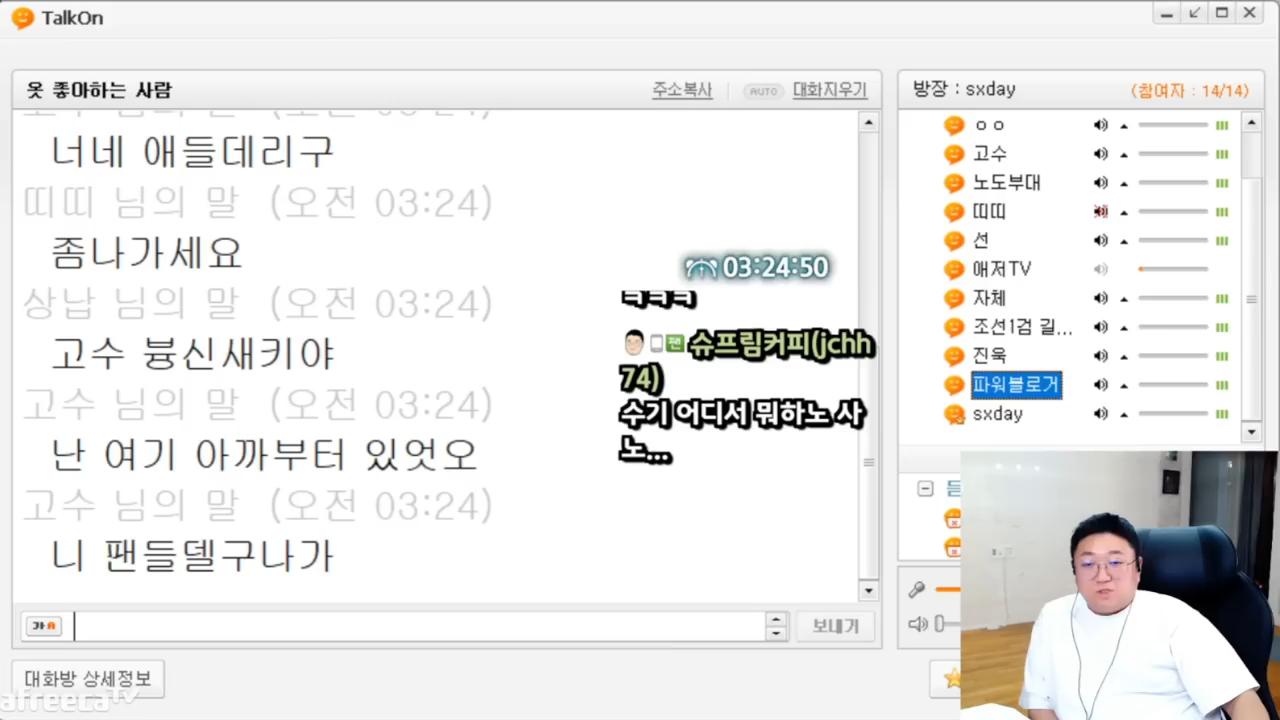 TalkOn
옷 좋아하는 사람
주소복사
AUTO
대화지우기
너네 애들데리구
띠띠 님의 말 (오전 03:24)
좀나가세요
상납 님의 말 (오전 03:24)
고수 븅신새키야
고수 님의 말 (오전 03:24)
난 여기 아까부터 있엇오
고수 님의 말 (오전 03:24)
니 팬들델구나가
가A
보내기
대화방 상세정보
afreecaTV
03:24:50
ㅋㅋㅋ
팬 슈프림커피(jchh
74)
수기 어디서 뭐하노 사
노...
방장 : sxday
(참여자 : 14/14)
ㅇㅇ
고수
노도부대
띠띠
선
애저TV
자체
조선1검 길...
진욱
파워블로거
sxday